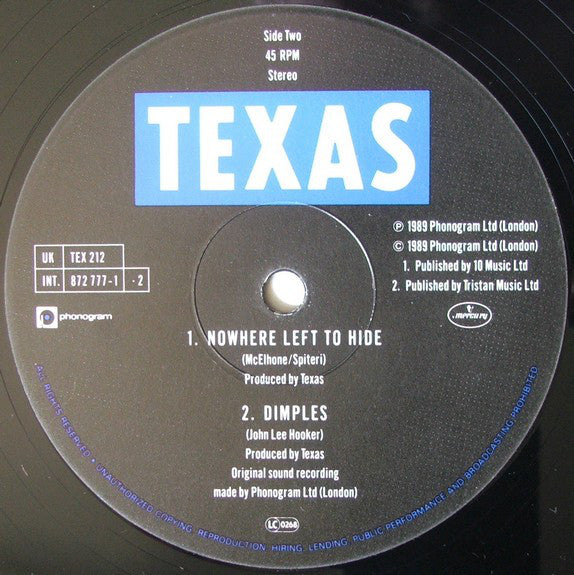 Side Two
45 RPM
Stereo
TEXAS
℗ 1989 Phonogram Ltd (London)
© 1989 Phonogram Ltd (London)
1. Published by 10 Music Ltd
2. Published by Tristan Music Ltd
UK TEX 212
INT. 872 777-1 - 2
phonogram
mercury
1. NOWHERE LEFT TO HIDE
(McElhone/Spiteri)
Produced by Texas
2. DIMPLES
(John Lee Hooker)
Produced by Texas
Original sound recording
made by Phonogram Ltd (London)
LC 0268
ALL RIGHTS RESERVED • UNAUTHORIZED COPYING, REPRODUCTION, HIRING, LENDING, PUBLIC PERFORMANCE AND BROADCASTING PROHIBITED